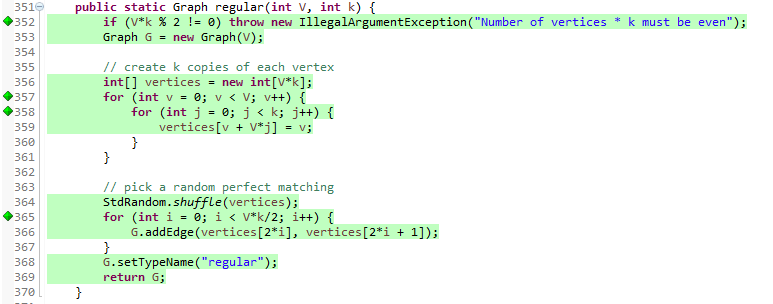 351 public static Graph regular(int V, int k) {
352 if (V*k % 2 != 0) throw new IllegalArgumentException("Number of vertices * k must be even");
353 Graph G = new Graph(V);
354
355 // create k copies of each vertex
356 int[] vertices = new int[V*k];
357 for (int v = 0; v < V; v++) {
358 for (int j = 0; j < k; j++) {
359 vertices[v + V*j] = v;
360 }
361 }
362
363 // pick a random perfect matching
364 StdRandom.shuffle(vertices);
365 for (int i = 0; i < V*k/2; i++) {
366 G.addEdge(vertices[2*i], vertices[2*i + 1]);
367 }
368 G.setTypeName("regular");
369 return G;
370 }